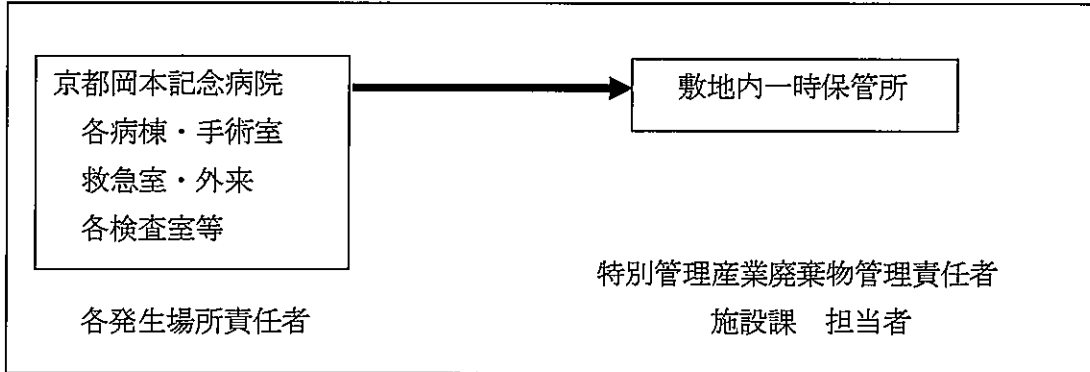 京都岡本記念病院
各病棟・手術室
救急室・外来
各検査室等
各発生場所責任者
敷地内一時保管所
特別管理産業廃棄物管理責任者
施設課　担当者